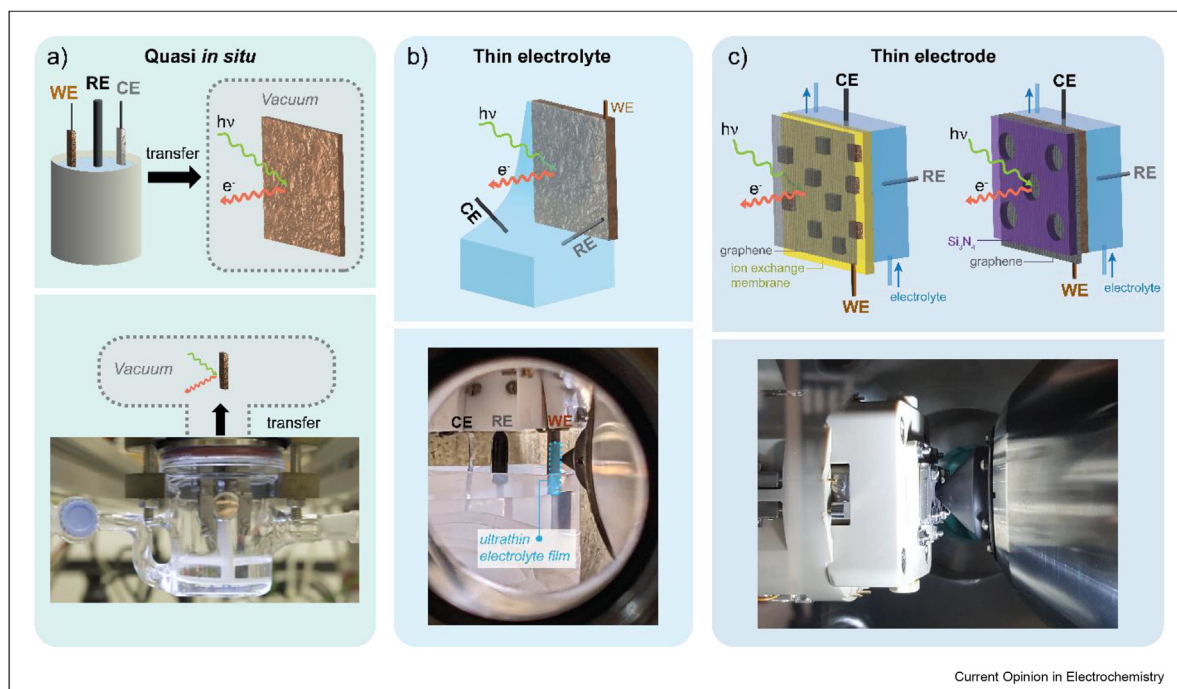 a)
Quasi in situ
WE
RE
CE
transfer
Vacuum
hν
e-
Vacuum
transfer
b)
Thin electrolyte
WE
hν
e-
CE
RE
CE
RE
WE
ultrathin
electrolyte film
c)
Thin electrode
CE
hν
e-
RE
graphene
ion exchange
membrane
WE
electrolyte
CE
hν
e-
RE
Si3N4
graphene
WE
electrolyte
Current Opinion in Electrochemistry